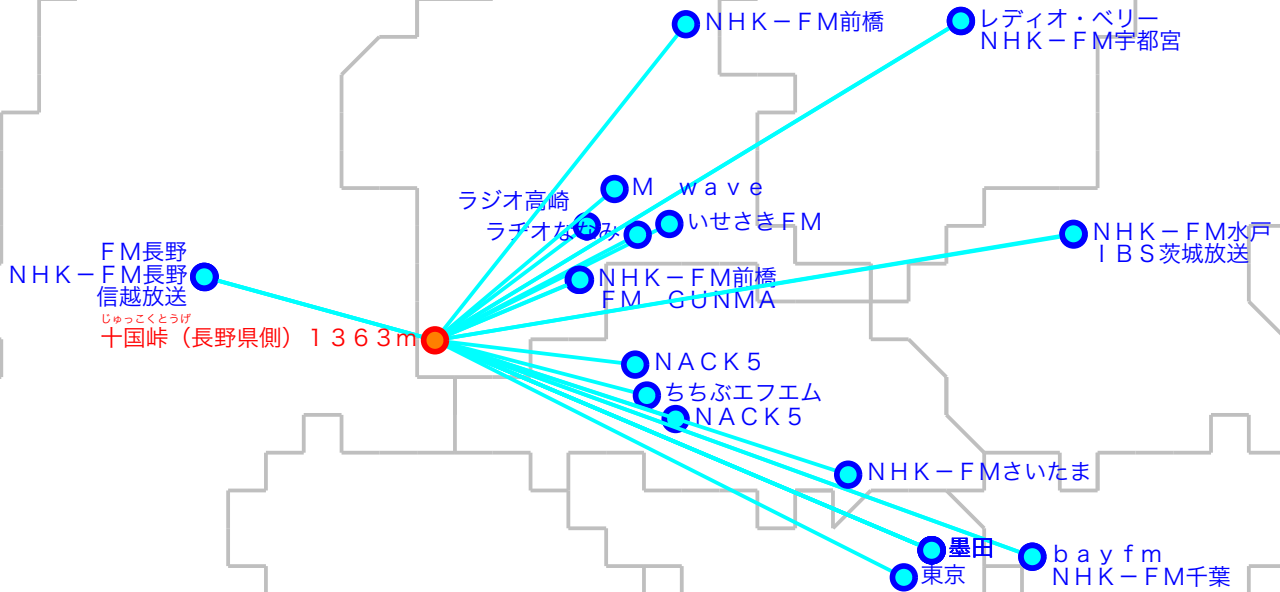 ＮＨＫ－ＦＭ前橋
レディオ・ベリー
ＮＨＫ－ＦＭ宇都宮
Ｍ　ｗａｖｅ
ラジオ高崎
いせさきＦＭ
ラヂオななみ
ＮＨＫ－ＦＭ水戸
ＩＢＳ茨城放送
ＦＭ長野
ＮＨＫ－ＦＭ長野
信越放送
ＮＨＫ－ＦＭ前橋
ＦＭ　ＧＵＮＭＡ
じゅっこくとうげ
十国峠（長野県側）１３６３ｍ
ＮＡＣＫ５
ちちぶエフエム
ＮＡＣＫ５
ＮＨＫ－ＦＭさいたま
墨田
ｂａｙｆｍ
東京
ＮＨＫ－ＦＭ千葉